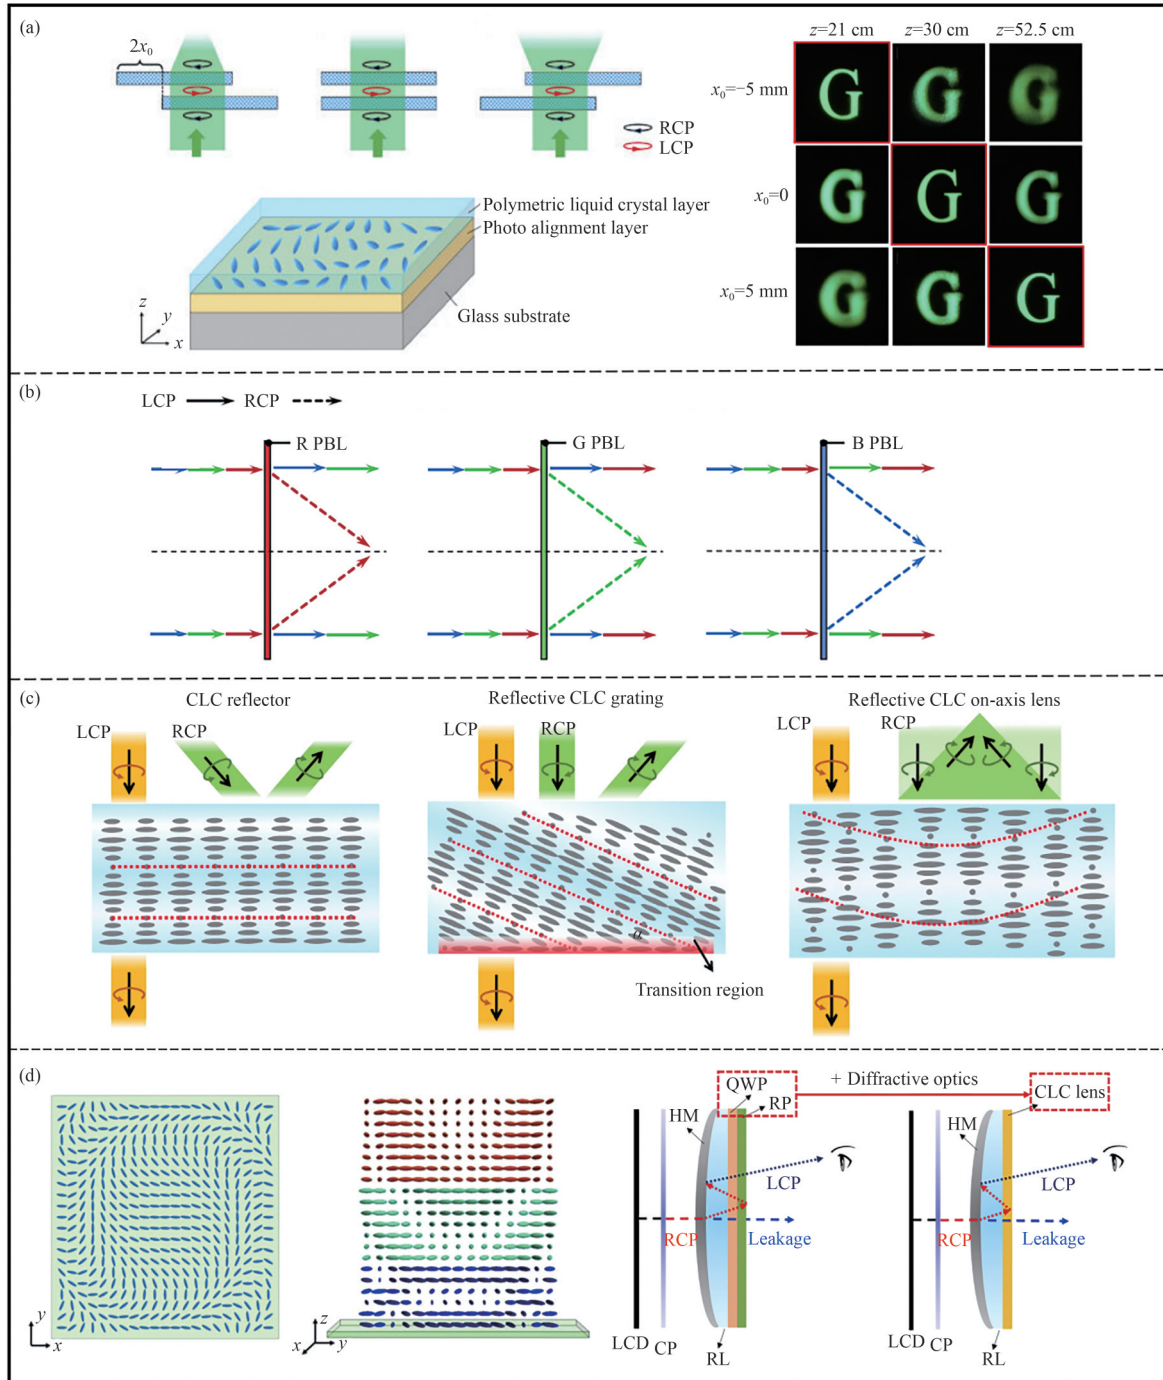 (a)
2x₀
RCP
LCP
Polymetric liquid crystal layer
Photo alignment layer
Glass substrate
z
y
x
z=21 cm z=30 cm z=52.5 cm
x₀=−5 mm
G G G
x₀=0
G G G
x₀=5 mm
G G G
(b)
LCP RCP
R PBL
G PBL
B PBL
(c)
CLC reflector
LCP
RCP
Reflective CLC grating
LCP
RCP
α
Transition region
Reflective CLC on-axis lens
LCP
RCP
(d)
y
x
z
x
y
QWP
RP
HM
LCP
RCP
Leakage
LCD
CP
RL
+ Diffractive optics
CLC lens
HM
LCP
RCP
Leakage
LCD
CP
RL